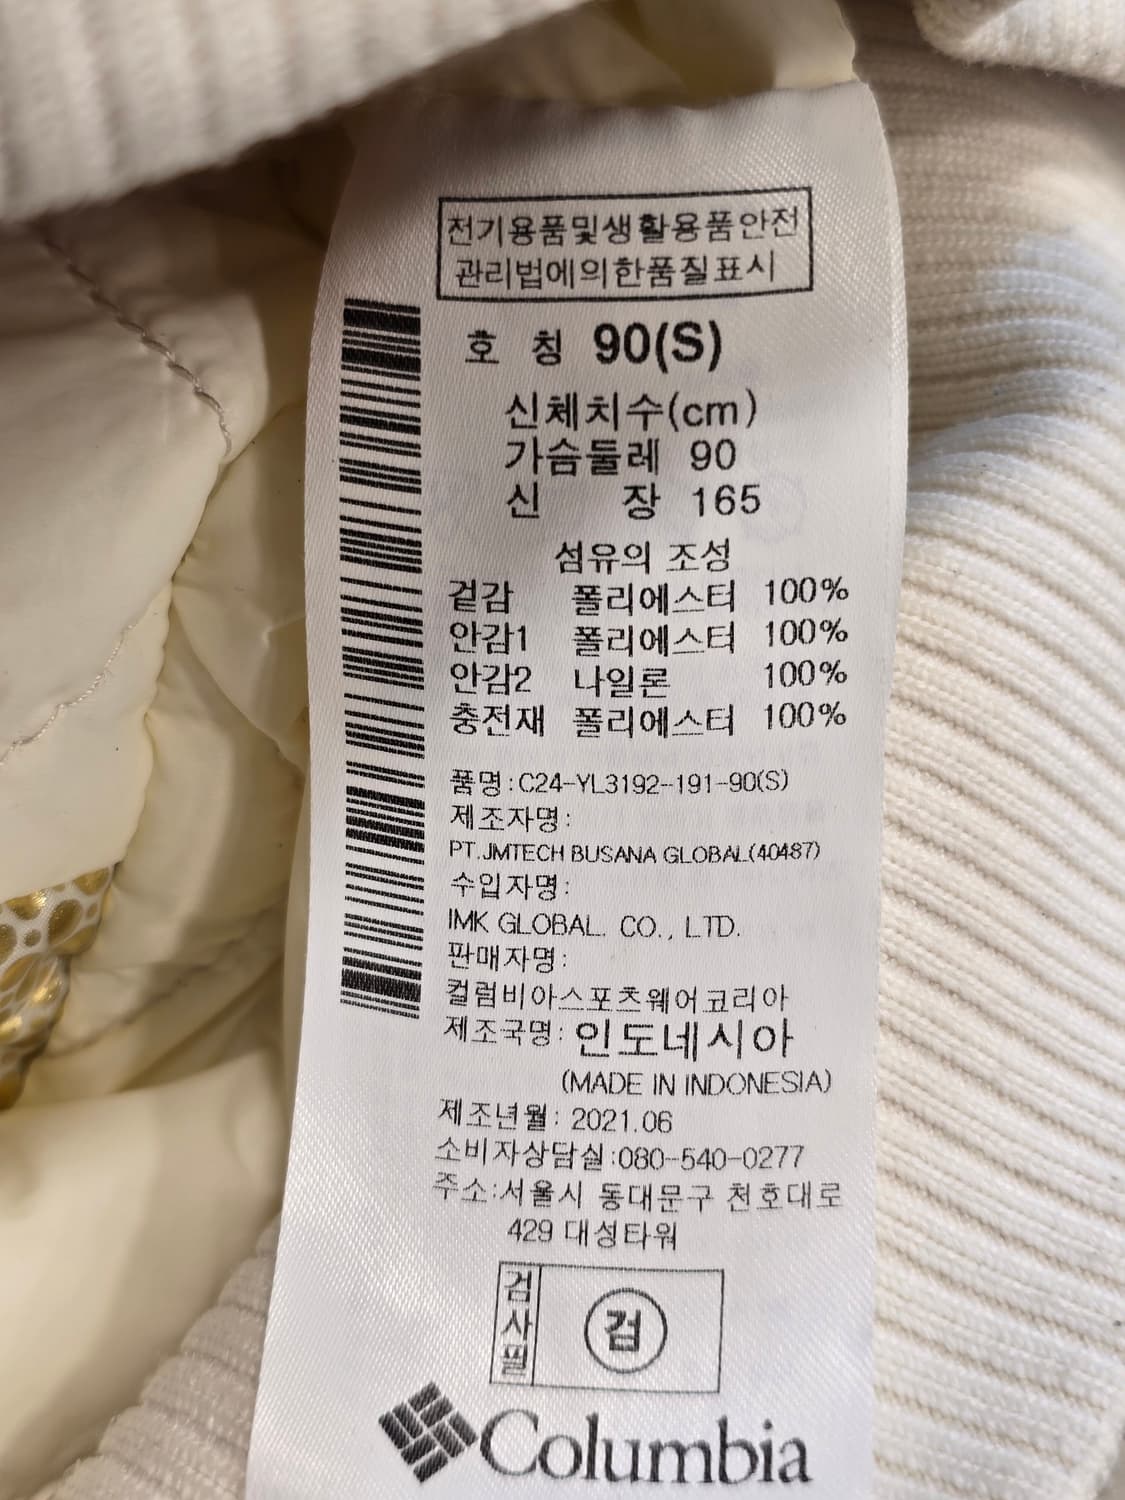 전기용품및생활용품안전
관리법에의한품질표시
호 칭 90(S)
신체치수(cm)
가슴둘레 90
신 장 165
섬유의 조성
겉감 폴리에스터 100%
안감1 폴리에스터 100%
안감2 나일론 100%
충전재 폴리에스터 100%
품명:C24-YL3192-191-90(S)
제조자명:
PT.JMTECH BUSANA GLOBAL(40487)
수입자명:
IMK GLOBAL. CO., LTD.
판매자명:
컬럼비아스포츠웨어코리아
제조국명: 인도네시아
(MADE IN INDONESIA)
제조년월: 2021.06
소비자상담실:080-540-0277
주소:서울시 동대문구 천호대로
429 대성타워
검사필 검
Columbia